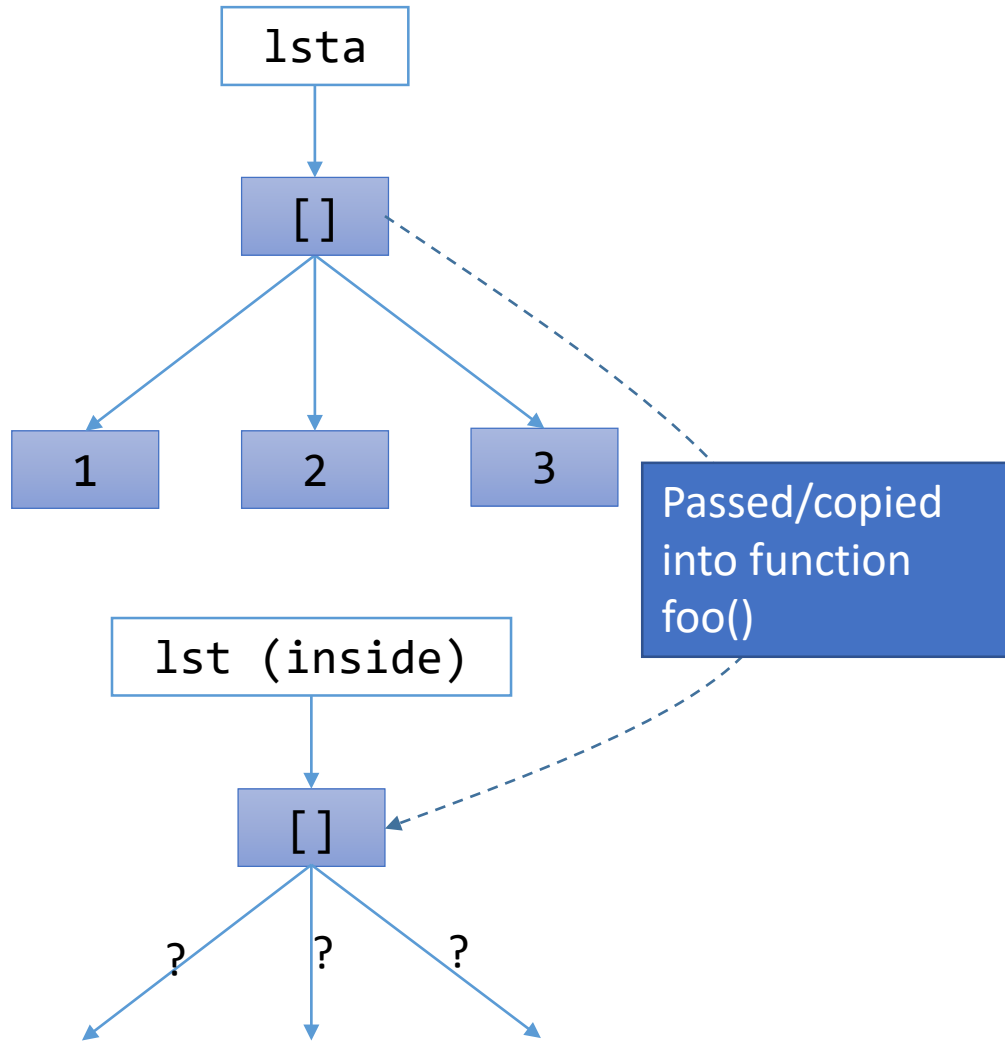 lsta
[]
1
2
3
Passed/copied
into function
foo()
lst (inside)
[]
?
?
?